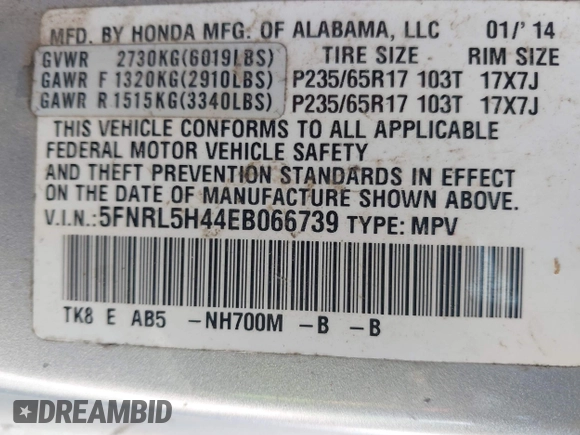 MFD. BY HONDA MFG. OF ALABAMA, LLC 01/'14
GVWR 2730KG(6019LBS) TIRE SIZE RIM SIZE
GAWR F 1320KG(2910LBS) P235/65R17 103T 17X7J
GAWR R 1515KG(3340LBS) P235/65R17 103T 17X7J
THIS VEHICLE CONFORMS TO ALL APPLICABLE
FEDERAL MOTOR VEHICLE SAFETY
AND THEFT PREVENTION STANDARDS IN EFFECT
ON THE DATE OF MANUFACTURE SHOWN ABOVE.
V.I.N.:5FNRL5H44EB066739 TYPE: MPV
TK8 E AB5 -NH700M -B -B
DREAMBID